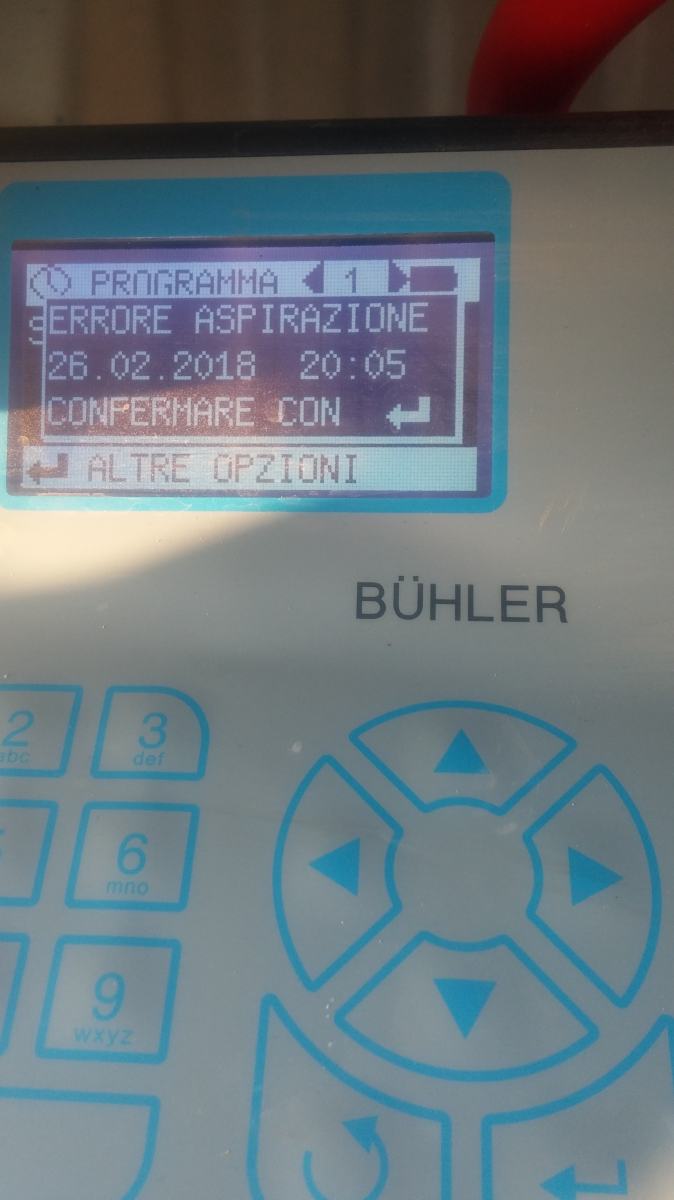 PROGRAMMA 1
ERRORE ASPIRAZIONE
26.02.2018 20:05
CONFERMARE CON
ALTRE OPZIONI
BÜHLER
2 3
abc def
6
mno
9
wxyz